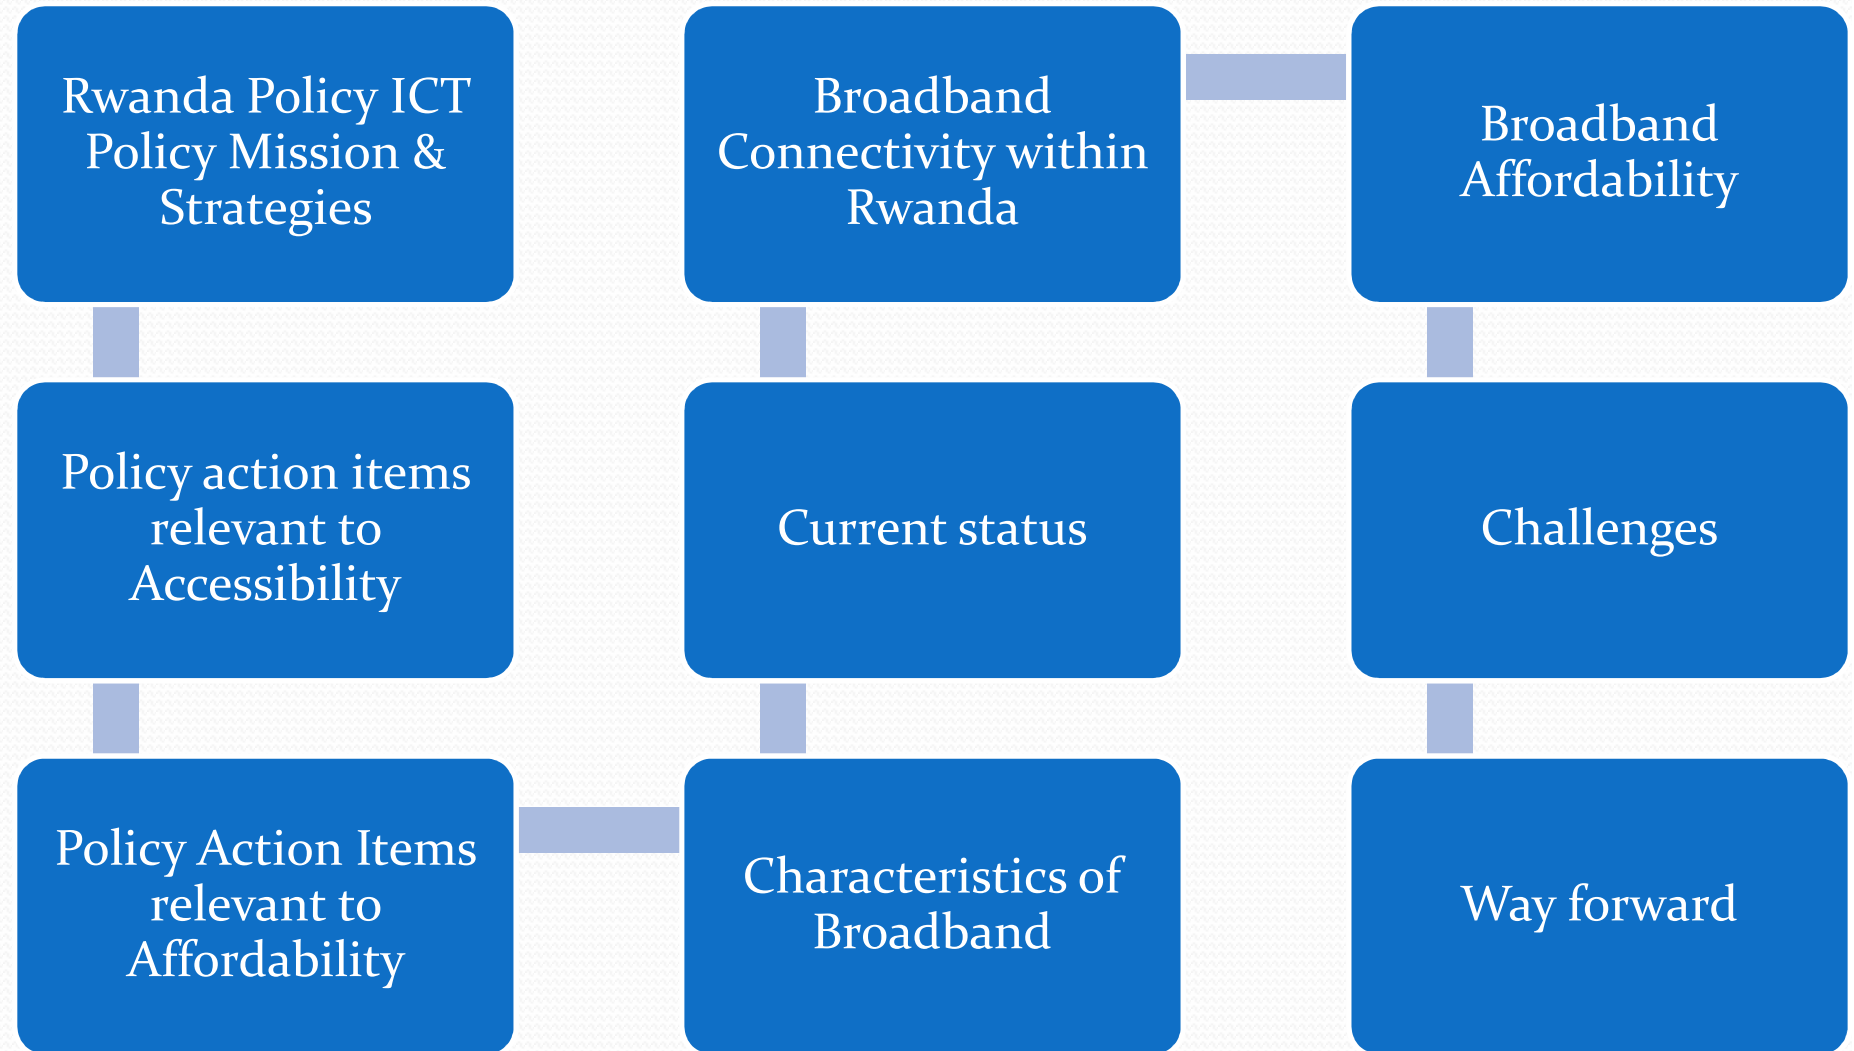 Rwanda Policy ICT
Policy Mission &
Strategies
Policy action items
relevant to
Accessibility
Policy Action Items
relevant to
Affordability
Characteristics of
Broadband
Current status
Broadband
Connectivity within
Rwanda
Broadband
Affordability
Challenges
Way forward